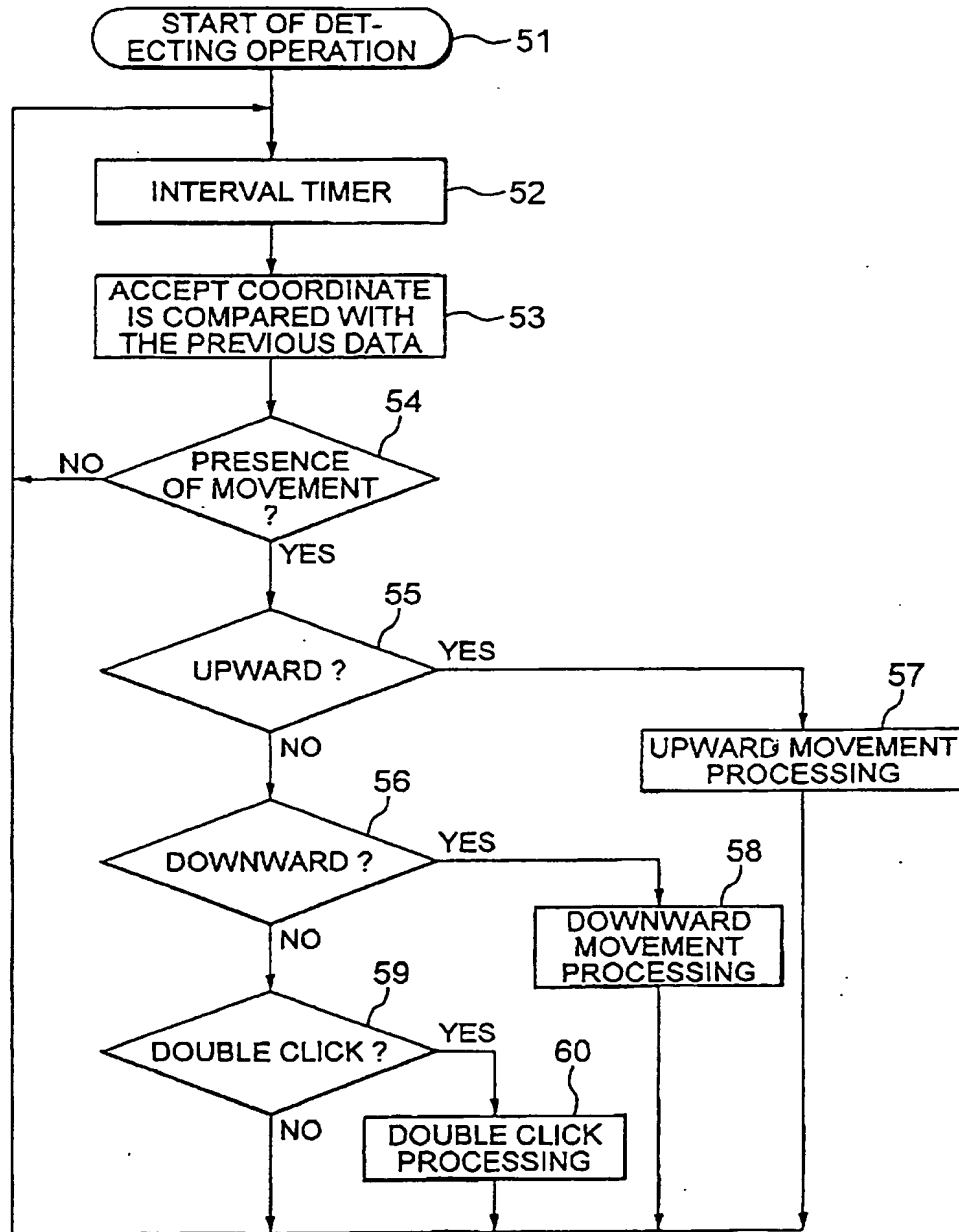 START OF DET-
ECTING OPERATION
51
INTERVAL TIMER
52
ACCEPT COORDINATE
IS COMPARED WITH
THE PREVIOUS DATA
53
54
NO
PRESENCE
OF MOVEMENT
?
YES
55
UPWARD ?
YES
57
NO
UPWARD MOVEMENT
PROCESSING
56
DOWNWARD ?
YES
58
NO
DOWNWARD
MOVEMENT
PROCESSING
59
DOUBLE CLICK ?
YES
60
NO
DOUBLE CLICK
PROCESSING